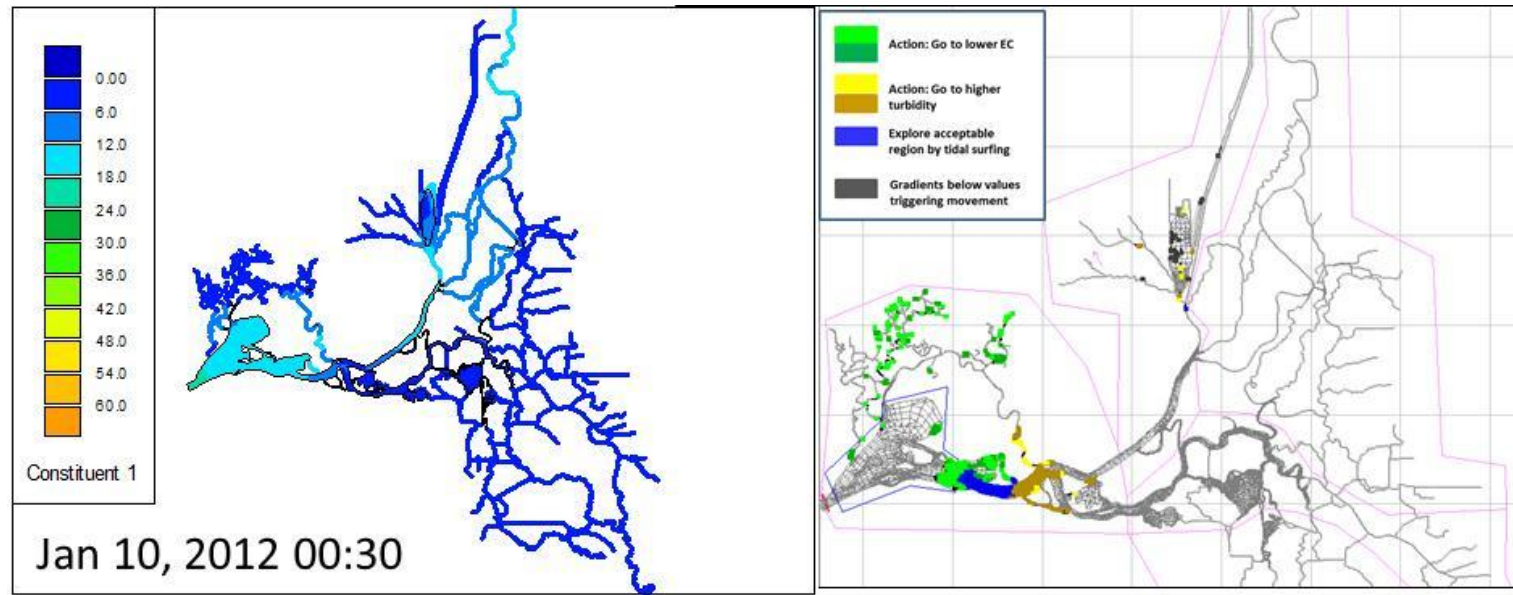 0.00
6.0
12.0
18.0
24.0
30.0
36.0
42.0
48.0
54.0
60.0
Constituent 1
Jan 10, 2012 00:30
Action: Go to lower EC
Action: Go to higher
turbidity
Explore acceptable
region by tidal surfing
Gradients below values
triggering movement